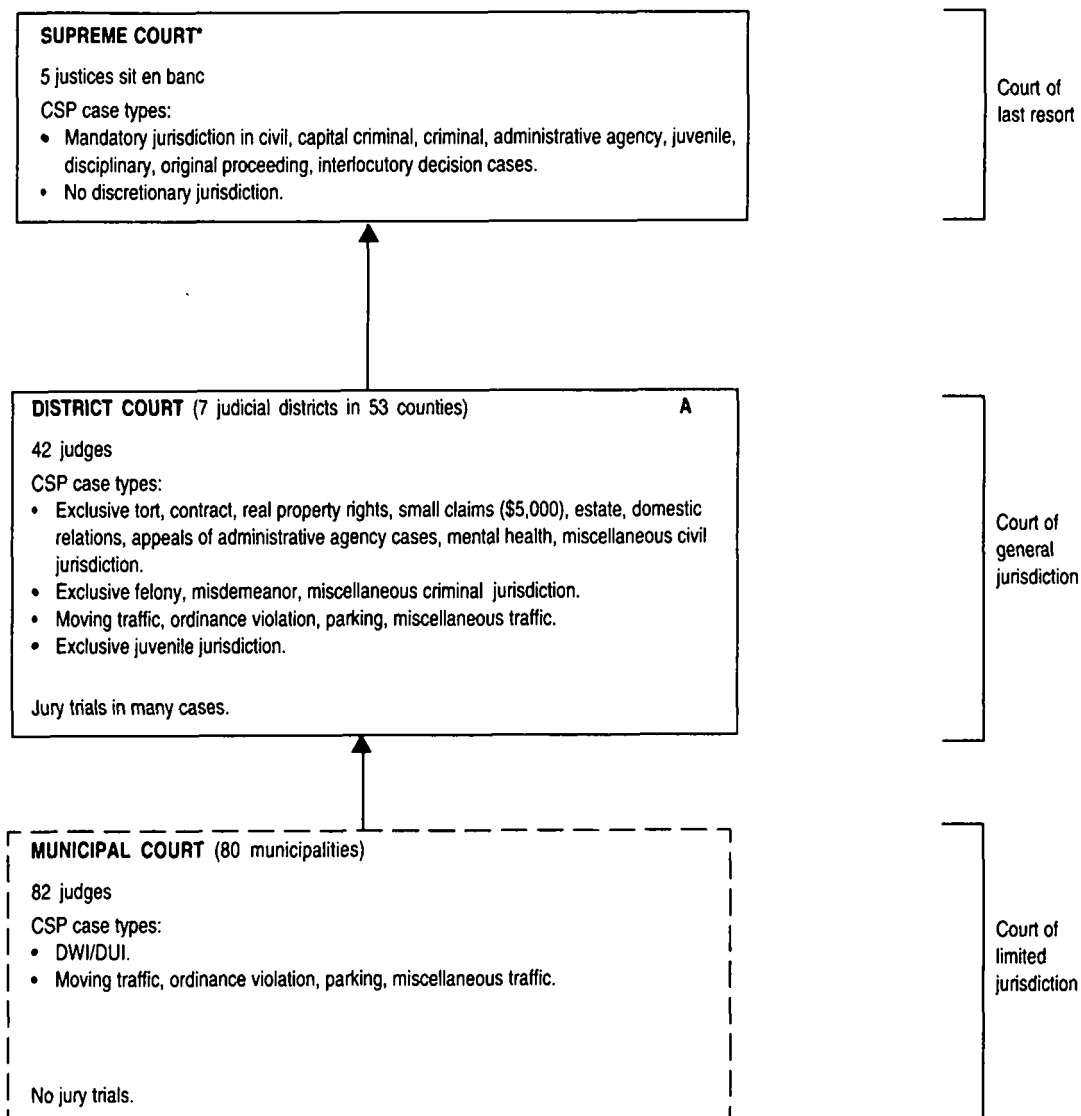 SUPREME COURT*
5 justices sit en banc
CSP case types:
• Mandatory jurisdiction in civil, capital criminal, criminal, administrative agency, juvenile,
disciplinary, original proceeding, interlocutory decision cases.
• No discretionary jurisdiction.
Court of
last resort
DISTRICT COURT (7 judicial districts in 53 counties) A
42 judges
CSP case types:
• Exclusive tort, contract, real property rights, small claims ($5,000), estate, domestic
relations, appeals of administrative agency cases, mental health, miscellaneous civil
jurisdiction.
• Exclusive felony, misdemeanor, miscellaneous criminal jurisdiction.
• Moving traffic, ordinance violation, parking, miscellaneous traffic.
• Exclusive juvenile jurisdiction.
Jury trials in many cases.
Court of
general
jurisdiction
MUNICIPAL COURT (80 municipalities)
82 judges
CSP case types:
• DWI/DUI.
• Moving traffic, ordinance violation, parking, miscellaneous traffic.
No jury trials.
Court of
limited
jurisdiction